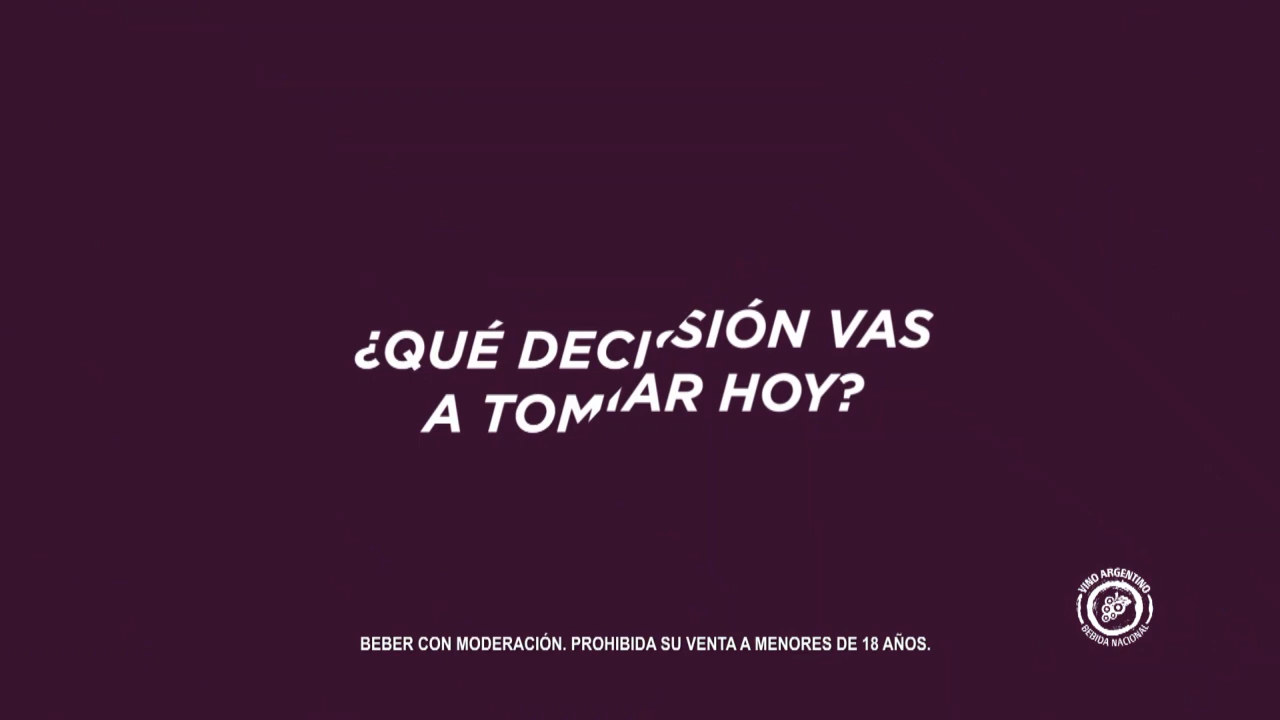 ¿QUÉ DECISIÓN VAS
A TOMAR HOY?
VINO ARGENTINO
BEBIDA NACIONAL
BEBER CON MODERACIÓN. PROHIBIDA SU VENTA A MENORES DE 18 AÑOS.